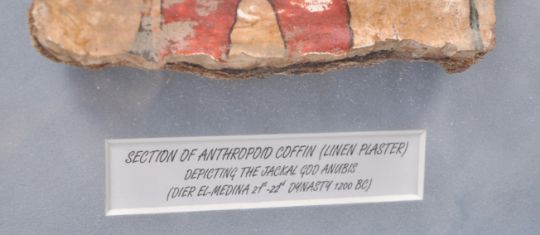 SECTION OF ANTHROPOID COFFIN (LINEN PLASTER)
DEPICTING THE JACKAL GOD ANUBIS
(DIER EL-MEDINA 21st-22nd DYNASTY 1200 BC)